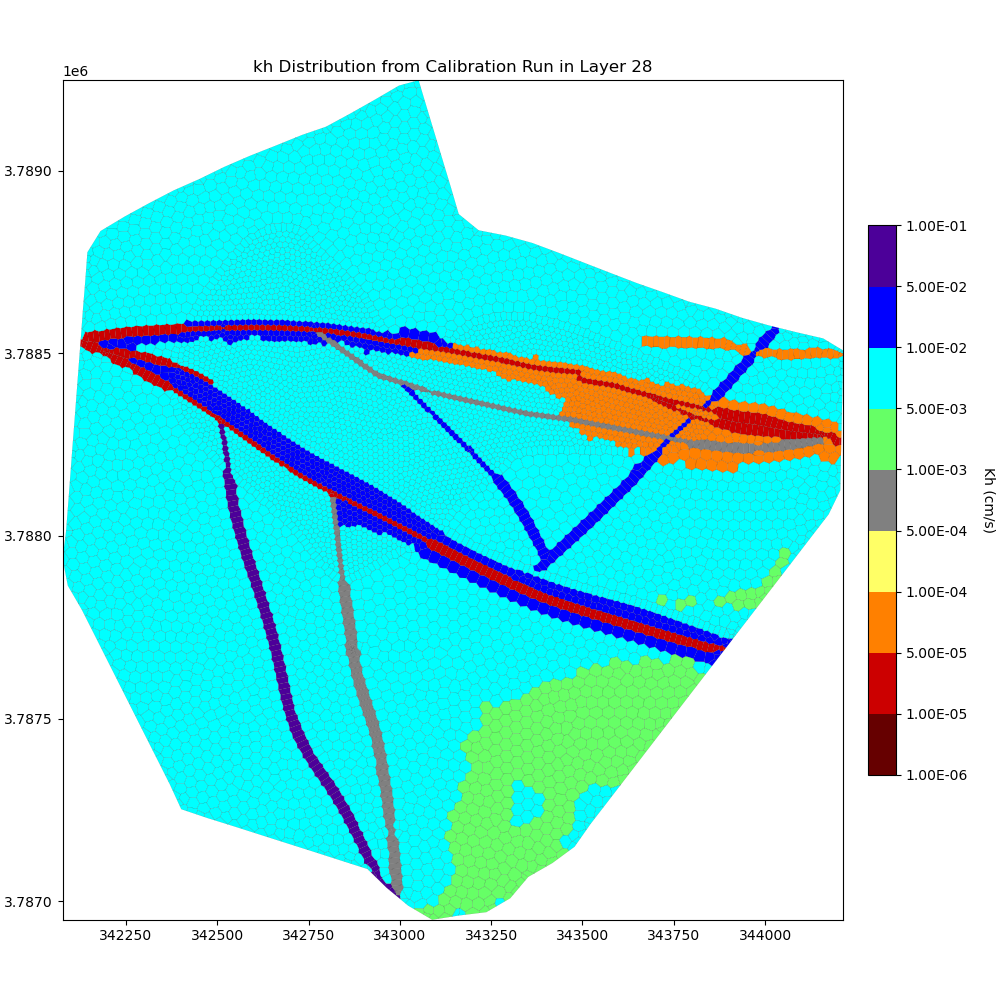 kh Distribution from Calibration Run in Layer 28
1e6
3.7890
3.7885
3.7880
3.7875
3.7870
342250 342500 342750 343000 343250 343500 343750 344000
1.00E-01
5.00E-02
1.00E-02
5.00E-03
1.00E-03
5.00E-04
1.00E-04
5.00E-05
1.00E-05
1.00E-06
Kh (cm/s)